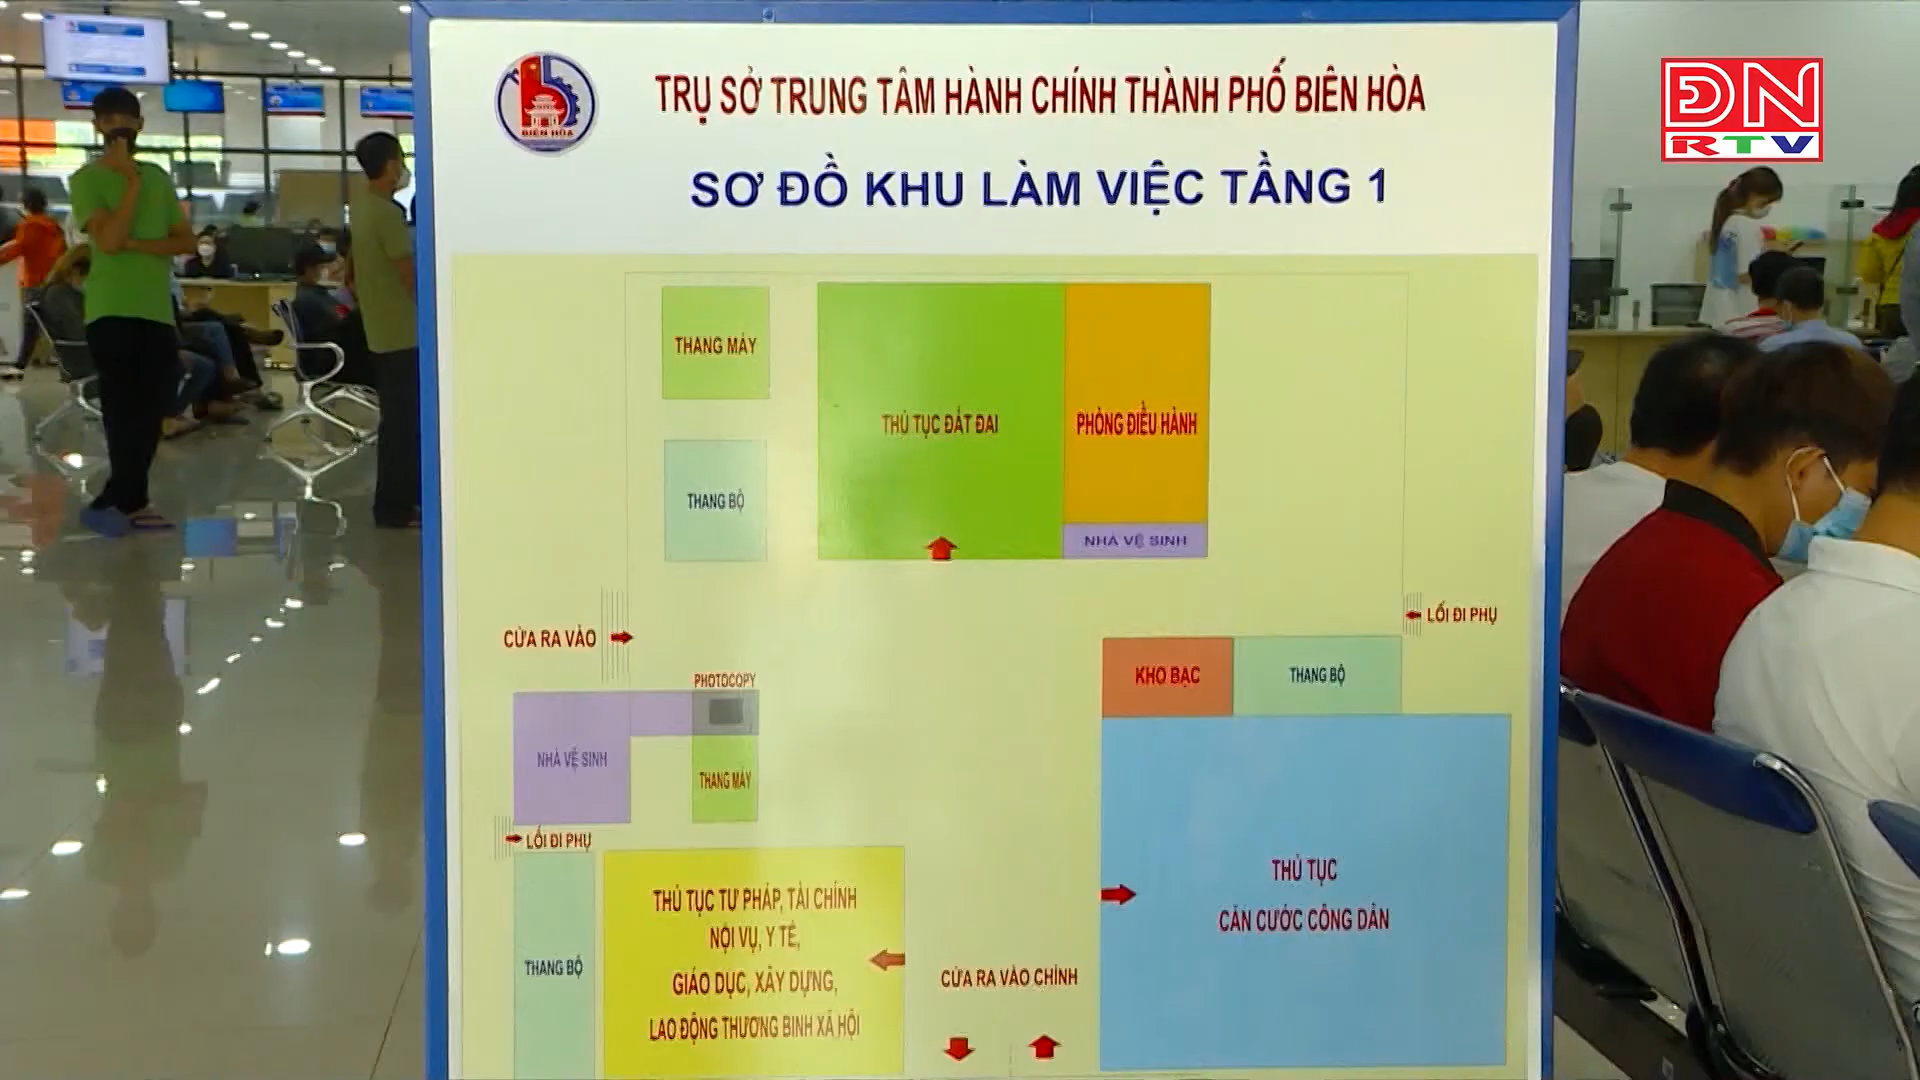 TRỤ SỞ TRUNG TÂM HÀNH CHÍNH THÀNH PHỐ BIÊN HÒA
BIÊN HÒA
SƠ ĐỒ KHU LÀM VIỆC TẦNG 1
ĐN
RTV
THANG MÁY
THỦ TỤC ĐẤT ĐAI
PHÒNG ĐIỀU HÀNH
THANG BỘ
NHÀ VỆ SINH
CỬA RA VÀO
LỐI ĐI PHỤ
PHOTOCOPY
KHO BẠC
THANG BỘ
NHÀ VỆ SINH
THANG MÁY
LỐI ĐI PHỤ
THỦ TỤC TƯ PHÁP, TÀI CHÍNH
NỘI VỤ, Y TẾ,
GIÁO DỤC, XÂY DỰNG,
LAO ĐỘNG THƯƠNG BINH XÃ HỘI
THANG BỘ
CỬA RA VÀO CHÍNH
THỦ TỤC
CĂN CƯỚC CÔNG DÂN